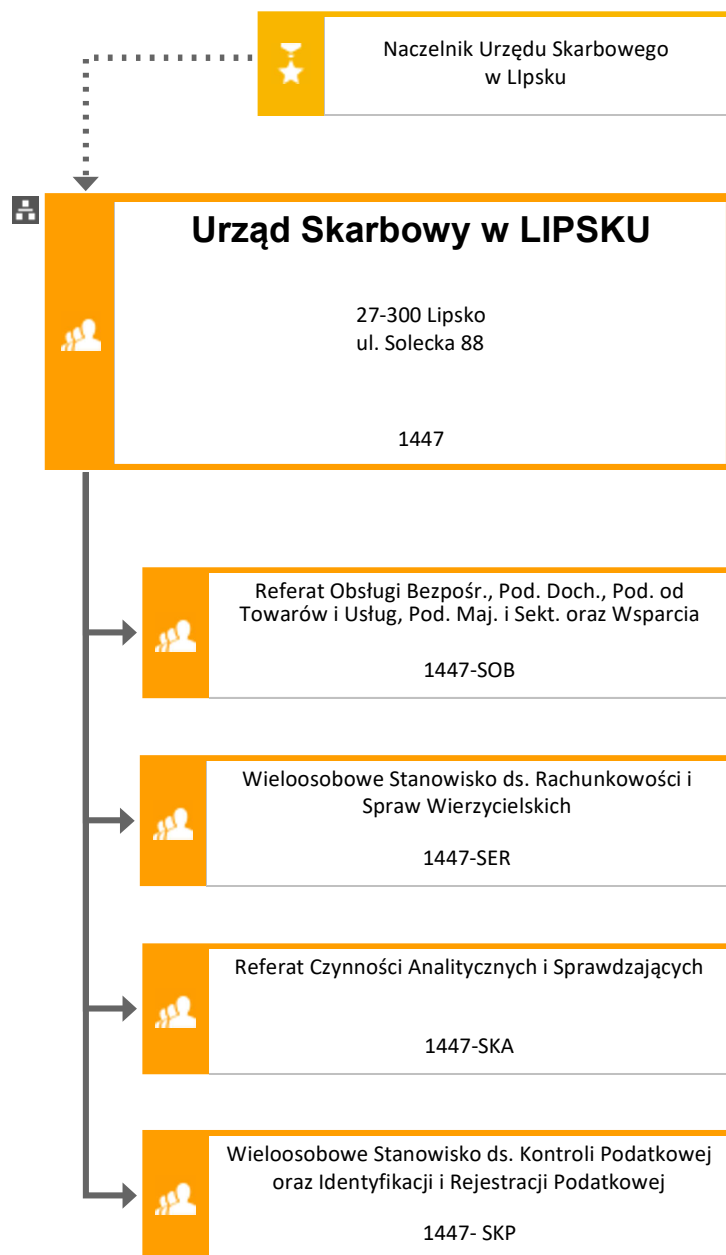 Naczelnik Urzędu Skarbowego
w LIpsku
Urząd Skarbowy w LIPSKU
27-300 Lipsko
ul. Solecka 88
1447
Referat Obsługi Bezpośr., Pod. Doch., Pod. od
Towarów i Usług, Pod. Maj. i Sekt. oraz Wsparcia
1447-SOB
Wieloosobowe Stanowisko ds. Rachunkowości i
Spraw Wierzycielskich
1447-SER
Referat Czynności Analitycznych i Sprawdzających
1447-SKA
Wieloosobowe Stanowisko ds. Kontroli Podatkowej
oraz Identyfikacji i Rejestracji Podatkowej
1447- SKP